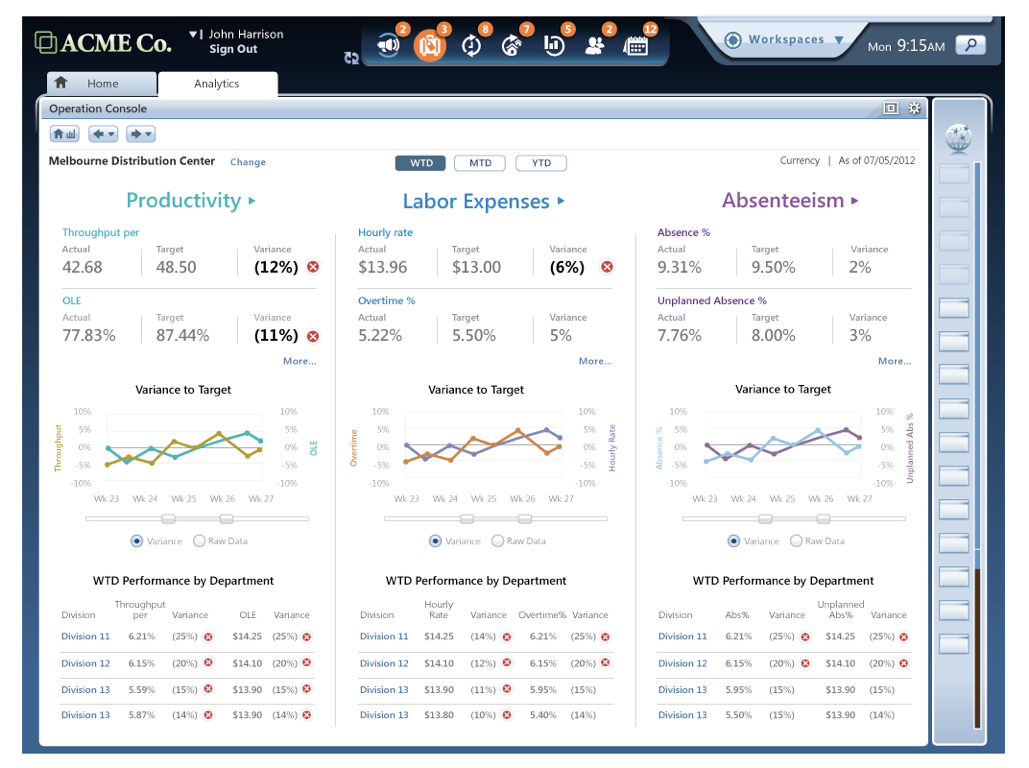 ACME Co.
John Harrison
Sign Out
2 3 8 7 5 2 12
Workspaces
Mon 9:15AM
Home Analytics
Operation Console
Melbourne Distribution Center Change
WTD MTD YTD
Currency | As of 07/05/2012
Productivity
Throughput per
Actual Target Variance
42.68 48.50 (12%)
OLE
Actual Target Variance
77.83% 87.44% (11%)
More...
Variance to Target
Throughput
10% 10%
5% 5%
0% 0%
-5% -5%
-10% -10%
OLE
Wk 23 Wk 24 Wk 25 Wk 26 Wk 27
Variance Raw Data
WTD Performance by Department
Division Throughput per Variance OLE Variance
Division 11 6.21% (25%) $14.25 (25%)
Division 12 6.15% (20%) $14.10 (20%)
Division 13 5.59% (15%) $13.90 (15%)
Division 13 5.87% (14%) $13.90 (14%)
Labor Expenses
Hourly rate
Actual Target Variance
$13.96 $13.00 (6%)
Overtime %
Actual Target Variance
5.22% 5.50% 5%
More...
Variance to Target
Overtime
10% 10%
5% 5%
0% 0%
-5% -5%
-10% -10%
Hourly Rate
Wk 23 Wk 24 Wk 25 Wk 26 Wk 27
Variance Raw Data
WTD Performance by Department
Division Hourly Rate Variance Overtime% Variance
Division 11 $14.25 (14%) 6.21% (25%)
Division 12 $14.10 (12%) 6.15% (20%)
Division 13 $13.90 (11%) 5.95% (15%)
Division 13 $13.80 (10%) 5.40% (14%)
Absenteeism
Absence %
Actual Target Variance
9.31% 9.50% 2%
Unplanned Absence %
Actual Target Variance
7.76% 8.00% 3%
More...
Variance to Target
Absence %
10% 10%
5% 5%
0% 0%
-5% -5%
-10% -10%
Unplanned Abs %
Wk 23 Wk 24 Wk 25 Wk 26 Wk 27
Variance Raw Data
WTD Performance by Department
Division Abs% Variance Unplanned Abs% Variance
Division 11 6.21% (25%) $14.25 (25%)
Division 12 6.15% (20%) $14.10 (20%)
Division 13 5.95% (15%) $13.90 (15%)
Division 13 5.50% (15%) $13.90 (14%)